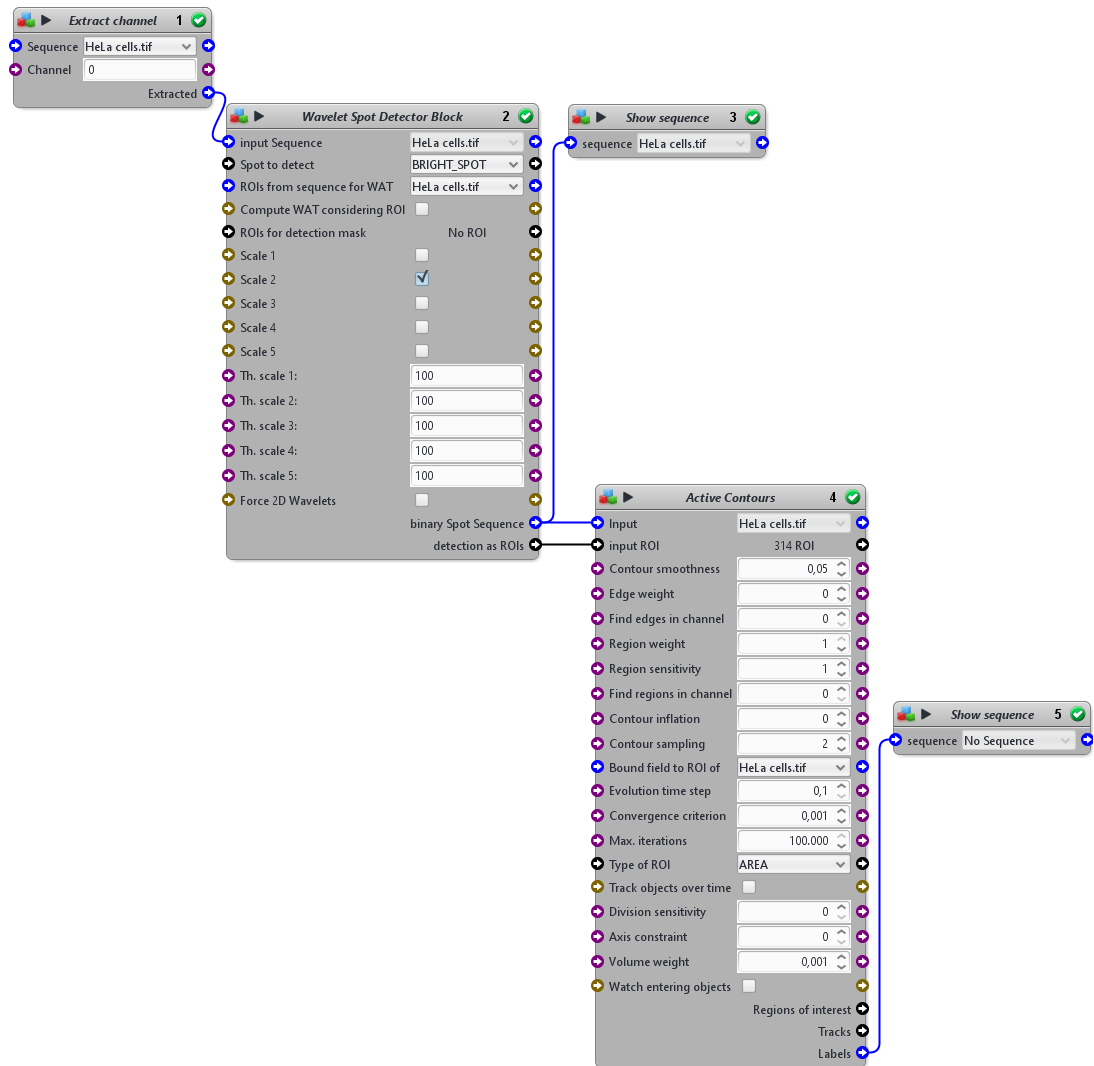 Extract channel 1
Sequence HeLa cells.tif
Channel 0
Extracted
Wavelet Spot Detector Block 2
input Sequence HeLa cells.tif
Spot to detect BRIGHT_SPOT
ROIs from sequence for WAT HeLa cells.tif
Compute WAT considering ROI
ROIs for detection mask No ROI
Scale 1
Scale 2
Scale 3
Scale 4
Scale 5
Th. scale 1: 100
Th. scale 2: 100
Th. scale 3: 100
Th. scale 4: 100
Th. scale 5: 100
Force 2D Wavelets
binary Spot Sequence
detection as ROIs
Show sequence 3
sequence HeLa cells.tif
Active Contours 4
Input HeLa cells.tif
input ROI 314 ROI
Contour smoothness 0,05
Edge weight 0
Find edges in channel 0
Region weight 1
Region sensitivity 1
Find regions in channel 0
Contour inflation 0
Contour sampling 2
Bound field to ROI of HeLa cells.tif
Evolution time step 0,1
Convergence criterion 0,001
Max. iterations 100.000
Type of ROI AREA
Track objects over time
Division sensitivity 0
Axis constraint 0
Volume weight 0,001
Watch entering objects
Regions of interest
Tracks
Labels
Show sequence 5
sequence No Sequence